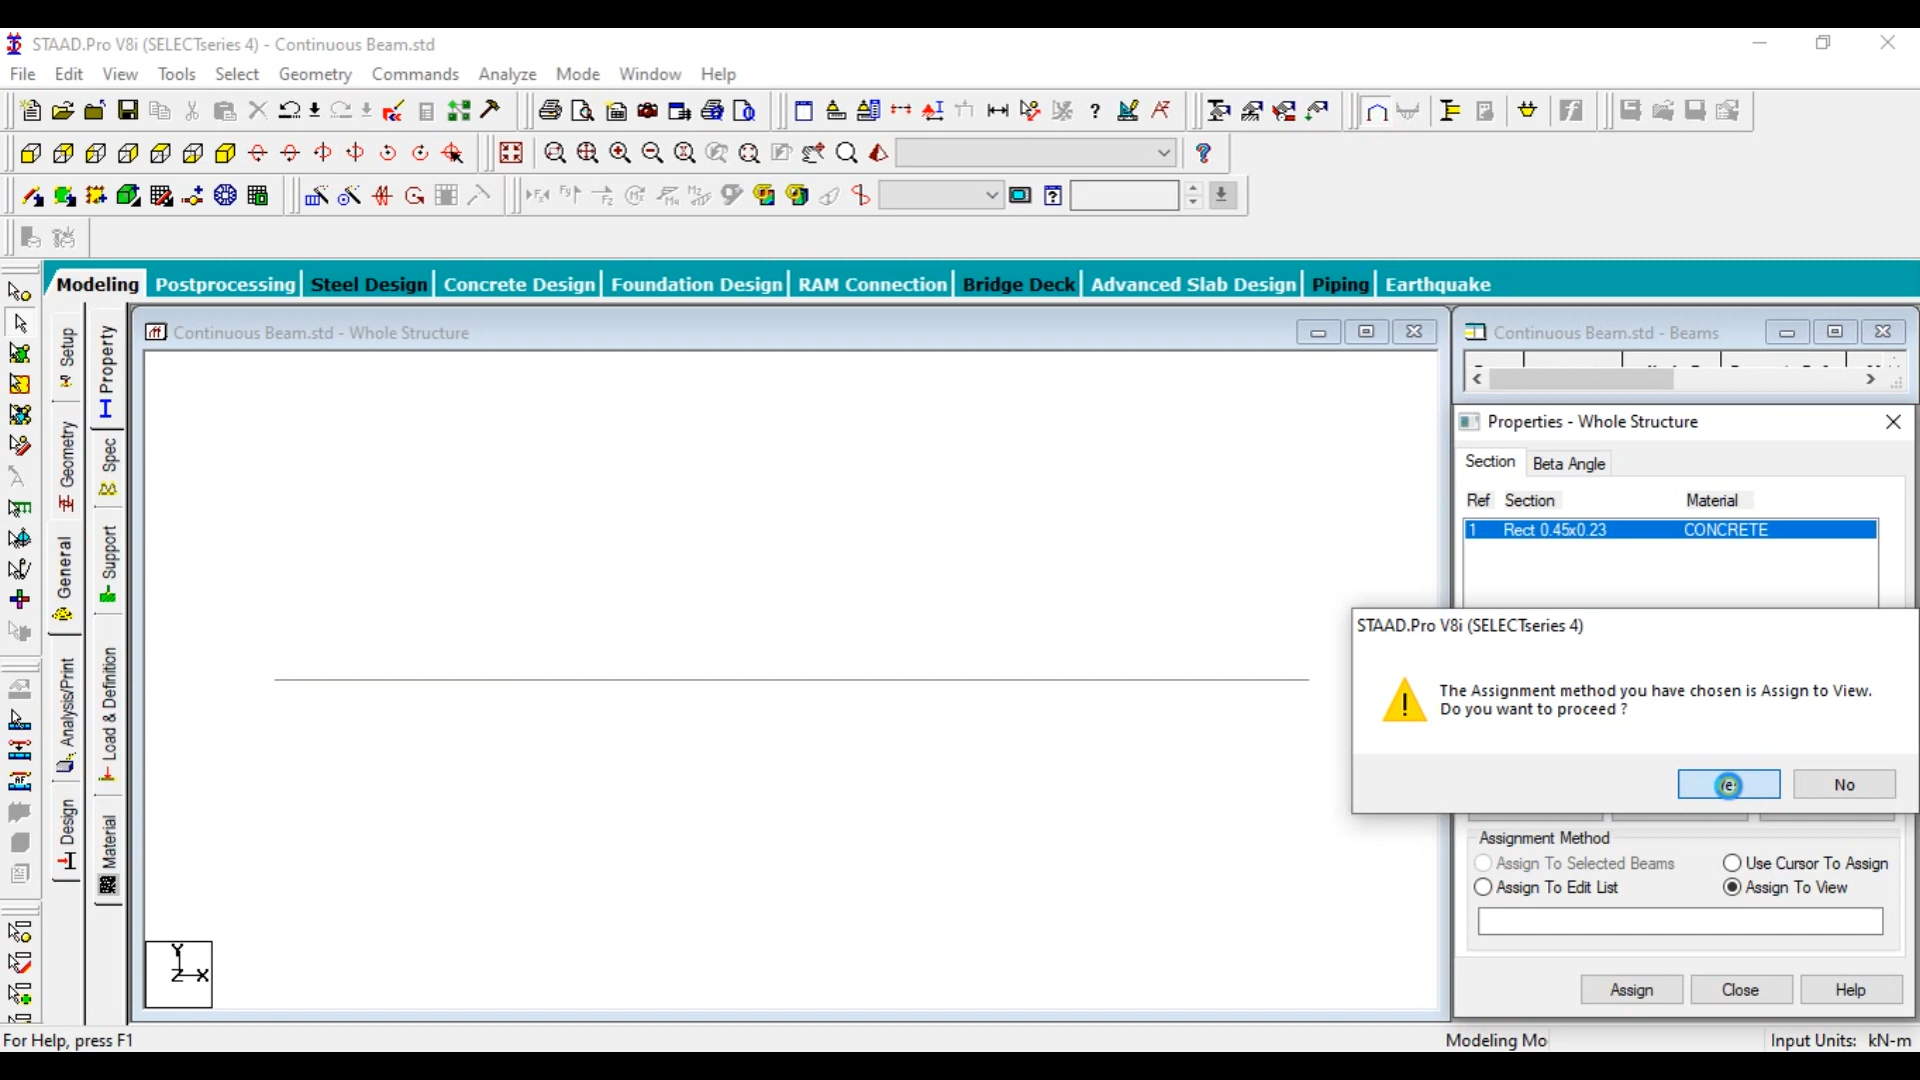 STAAD.Pro V8i (SELECTseries 4) - Continuous Beam.std
File Edit View Tools Select Geometry Commands Analyze Mode Window Help
Modeling Postprocessing Steel Design Concrete Design Foundation Design RAM Connection Bridge Deck Advanced Slab Design Piping Earthquake
Setup
Geometry
General
Analysis/Print
Design
Property
Spec
Support
Load & Definition
Material
Continuous Beam.std - Whole Structure
Y
Z X
Continuous Beam.std - Beams
Properties - Whole Structure
Section Beta Angle
Ref Section Material
1 Rect 0.45x0.23 CONCRETE
STAAD.Pro V8i (SELECTseries 4)
The Assignment method you have chosen is Assign to View.
Do you want to proceed ?
No
Assignment Method
Assign To Selected Beams Use Cursor To Assign
Assign To Edit List Assign To View
Assign Close Help
For Help, press F1
Modeling Mo
Input Units: kN-m